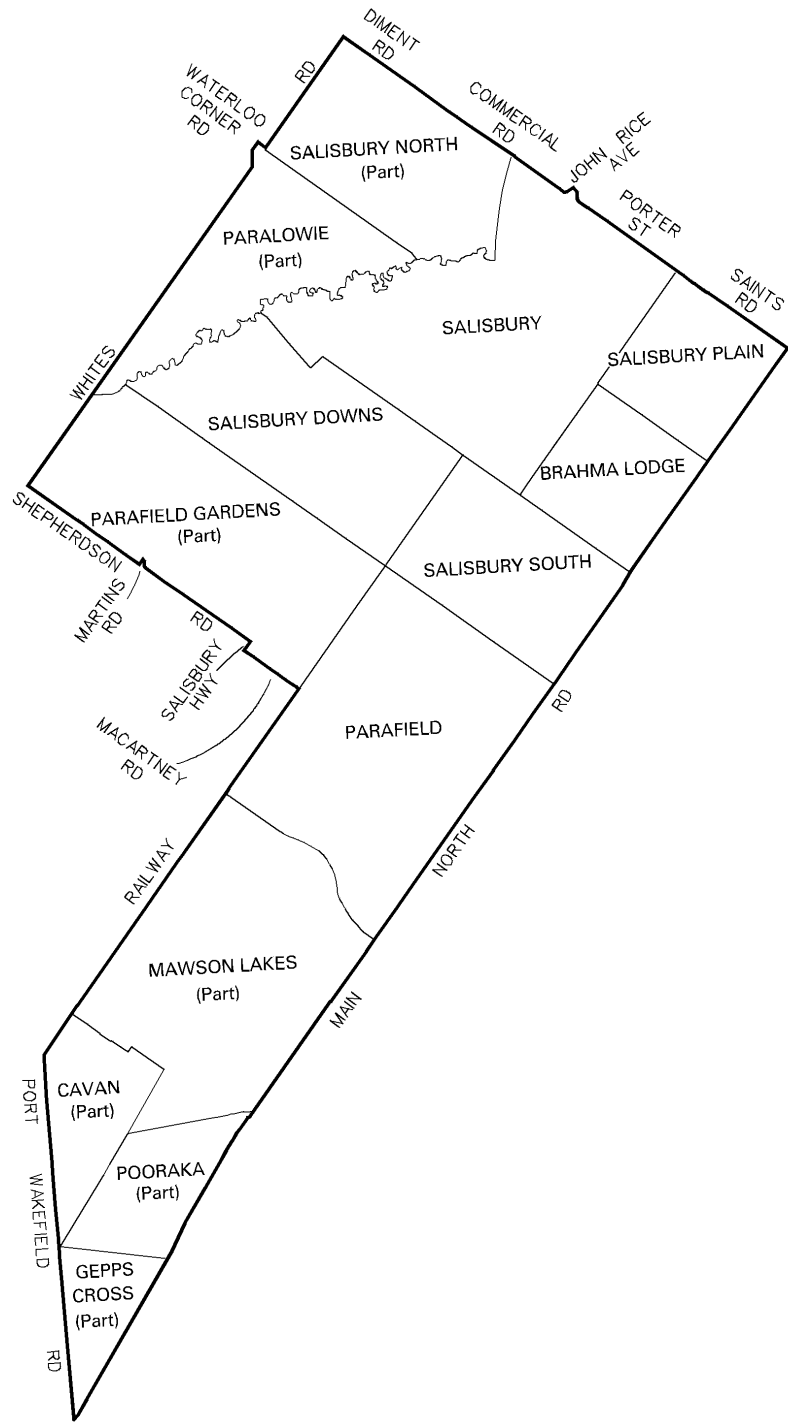 DIMENT
RD
RD
WATERLOO
CORNER
RD
COMMERCIAL
RD
JOHN RICE
AVE
SALISBURY NORTH
(Part)
PORTER
ST
PARALOWIE
(Part)
SAINTS
RD
SALISBURY
SALISBURY PLAIN
WHITES
SALISBURY DOWNS
BRAHMA LODGE
PARAFIELD GARDENS
(Part)
SHEPHERDSON
RD
SALISBURY SOUTH
MARTINS
RD
SALISBURY
HWY
RD
MACARTNEY
RD
PARAFIELD
NORTH
RAILWAY
MAWSON LAKES
(Part)
MAIN
CAVAN
(Part)
PORT
WAKEFIELD
RD
POORAKA
(Part)
GEPPS
CROSS
(Part)